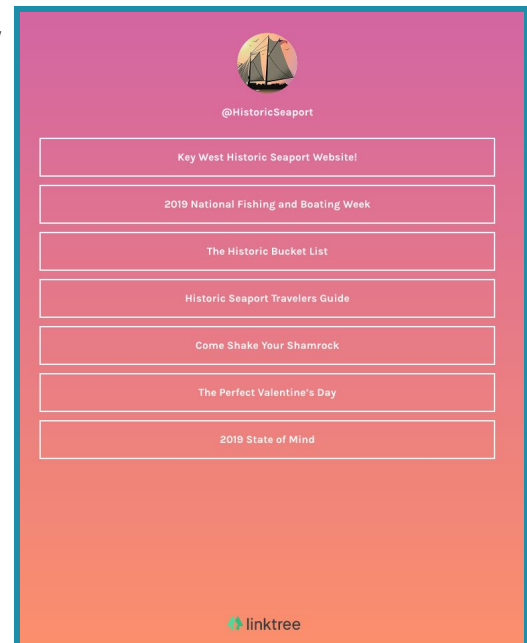 @HistoricSeaport
Key West Historic Seaport Website!
2019 National Fishing and Boating Week
The Historic Bucket List
Historic Seaport Travelers Guide
Come Shake Your Shamrock
The Perfect Valentine's Day
2019 State of Mind
linktree